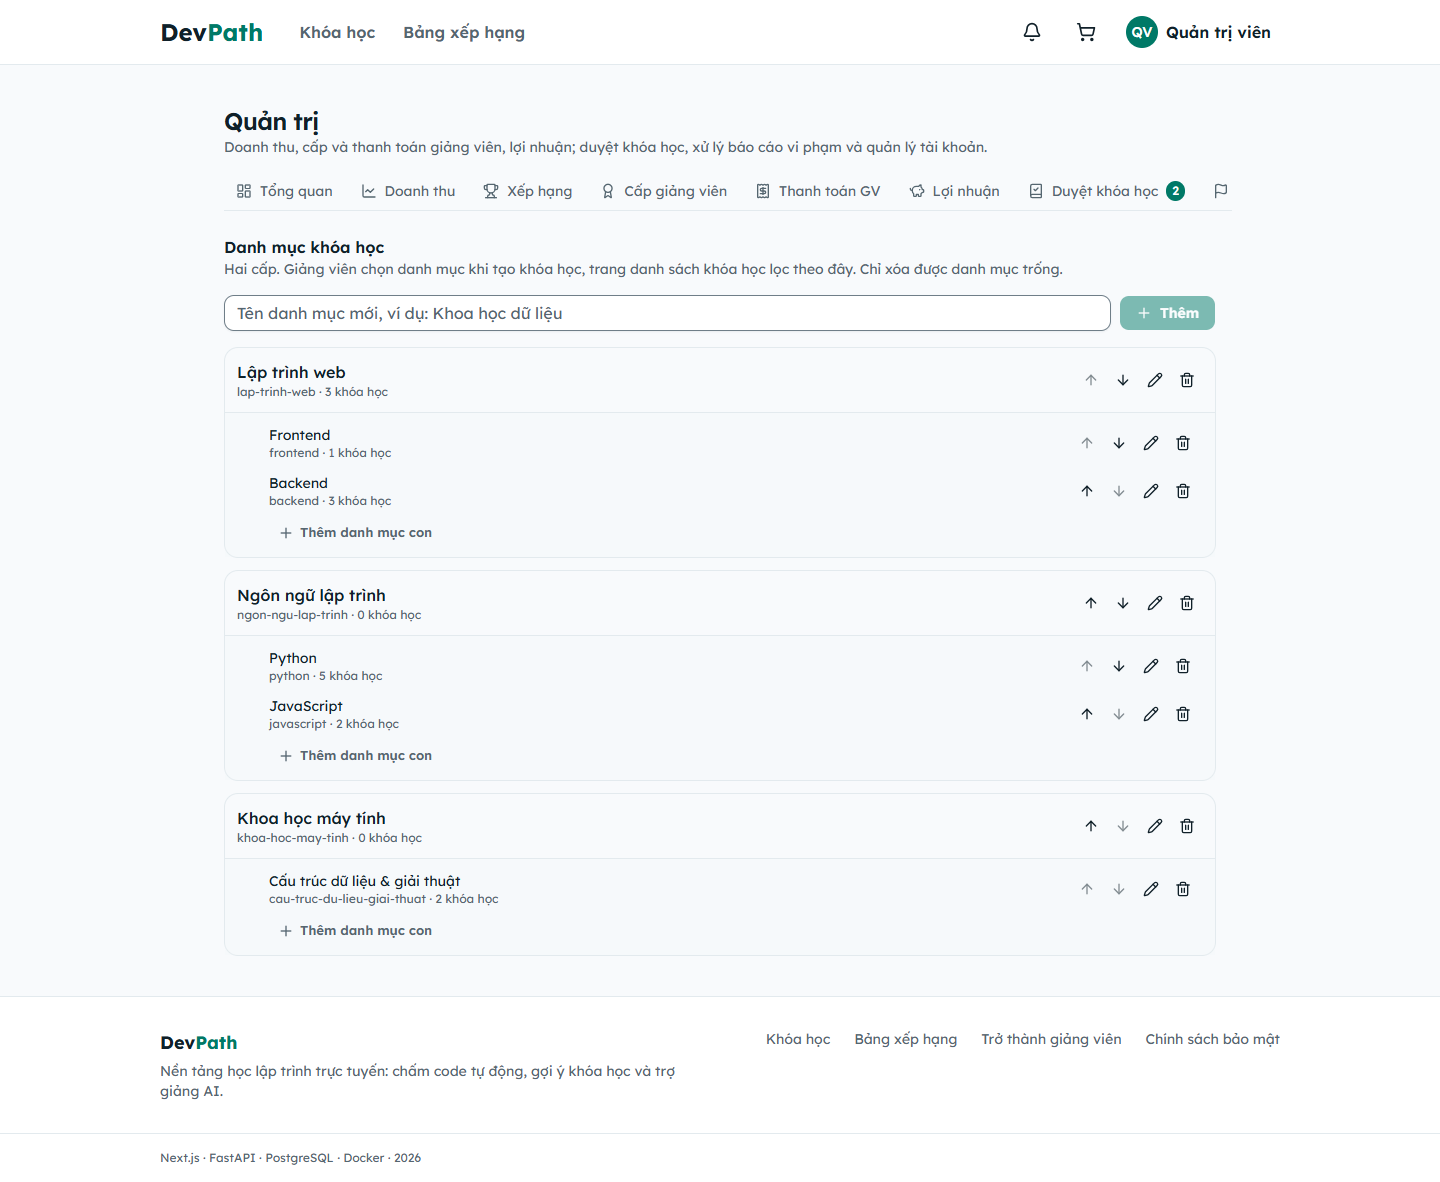 DevPath
Khóa học
Bảng xếp hạng
QV
Quản trị viên
Quản trị
Doanh thu, cấp và thanh toán giảng viên, lợi nhuận; duyệt khóa học, xử lý báo cáo vi phạm và quản lý tài khoản.
Tổng quan
Doanh thu
Xếp hạng
Cấp giảng viên
Thanh toán GV
Lợi nhuận
Duyệt khóa học 2
Danh mục khóa học
Hai cấp. Giảng viên chọn danh mục khi tạo khóa học, trang danh sách khóa học lọc theo đây. Chỉ xóa được danh mục trống.
Tên danh mục mới, ví dụ: Khoa học dữ liệu
Thêm
Lập trình web
lap-trinh-web · 3 khóa học
Frontend
frontend · 1 khóa học
Backend
backend · 3 khóa học
Thêm danh mục con
Ngôn ngữ lập trình
ngon-ngu-lap-trinh · 0 khóa học
Python
python · 5 khóa học
JavaScript
javascript · 2 khóa học
Thêm danh mục con
Khoa học máy tính
khoa-hoc-may-tinh · 0 khóa học
Cấu trúc dữ liệu & giải thuật
cau-truc-du-lieu-giai-thuat · 2 khóa học
Thêm danh mục con
DevPath
Nền tảng học lập trình trực tuyến: chấm code tự động, gợi ý khóa học và trợ
giảng AI.
Khóa học
Bảng xếp hạng
Trở thành giảng viên
Chính sách bảo mật
Next.js · FastAPI · PostgreSQL · Docker · 2026